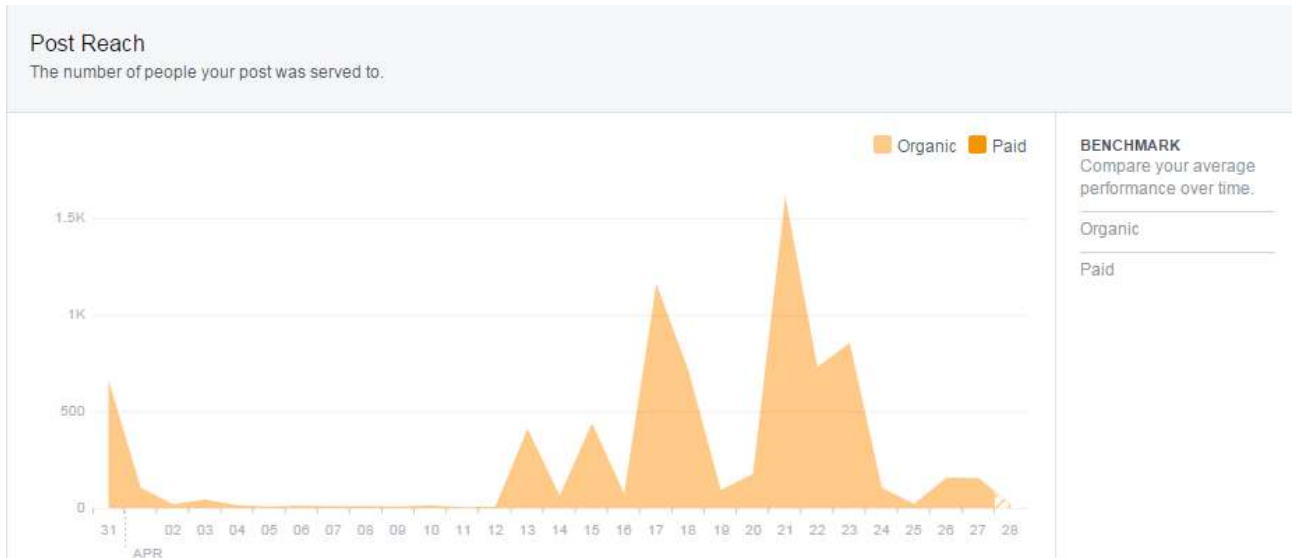 Post Reach
The number of people your post was served to.
Organic Paid
BENCHMARK
Compare your average
performance over time.
Organic
Paid
1.5K
1K
500
0
31 02 03 04 05 06 07 08 09 10 11 12 13 14 15 16 17 18 19 20 21 22 23 24 25 26 27 28
APR